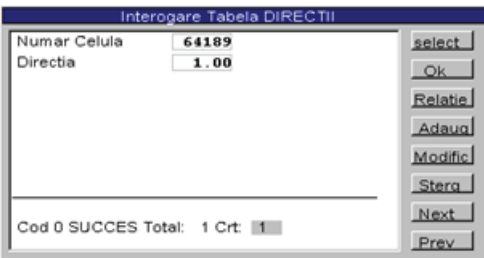 Interogare Tabela DIRECTII
Numar Celula 64189
Directia 1.00
Cod 0 SUCCES Total: 1 Crt: 1
select
Ok
Relatie
Adaug
Modific
Sterg
Next
Prev